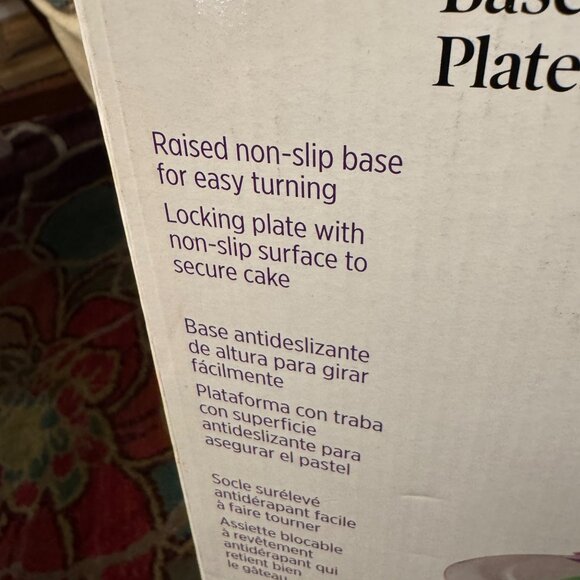 Plate
Raised non-slip base
for easy turning
Locking plate with
non-slip surface to
secure cake
Base antideslizante
de altura para girar
fácilmente
Plataforma con traba
con superficie
antideslizante para
asegurar el pastel
Socle surélevé
antidérapant facile
à faire tourner
Assiette blocable
à revêtement
antidérapant qui
retient bien
le gâteau